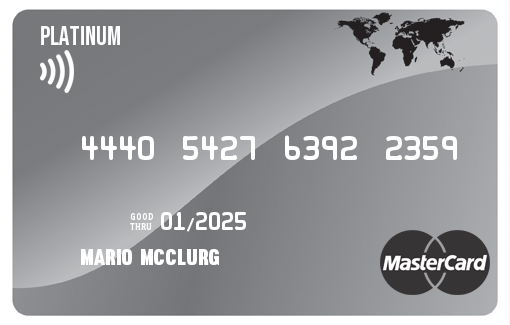 PLATINUM
4440 5427 6392 2359
GOOD THRU 01/2025
MARIO MCCLURG
MasterCard